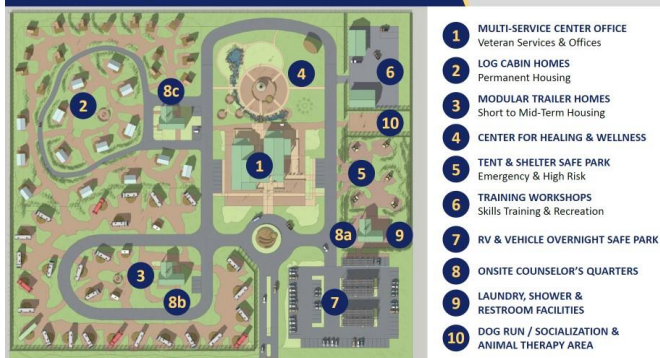 8c
2
4
6
10
1
5
8a
9
3
8b
7
1 MULTI-SERVICE CENTER OFFICE
Veteran Services & Offices
2 LOG CABIN HOMES
Permanent Housing
3 MODULAR TRAILER HOMES
Short to Mid-Term Housing
4 CENTER FOR HEALING & WELLNESS
5 TENT & SHELTER SAFE PARK
Emergency & High Risk
6 TRAINING WORKSHOPS
Skills Training & Recreation
7 RV & VEHICLE OVERNIGHT SAFE PARK
8 ONSITE COUNSELOR'S QUARTERS
9 LAUNDRY, SHOWER &
RESTROOM FACILITIES
10 DOG RUN / SOCIALIZATION &
ANIMAL THERAPY AREA